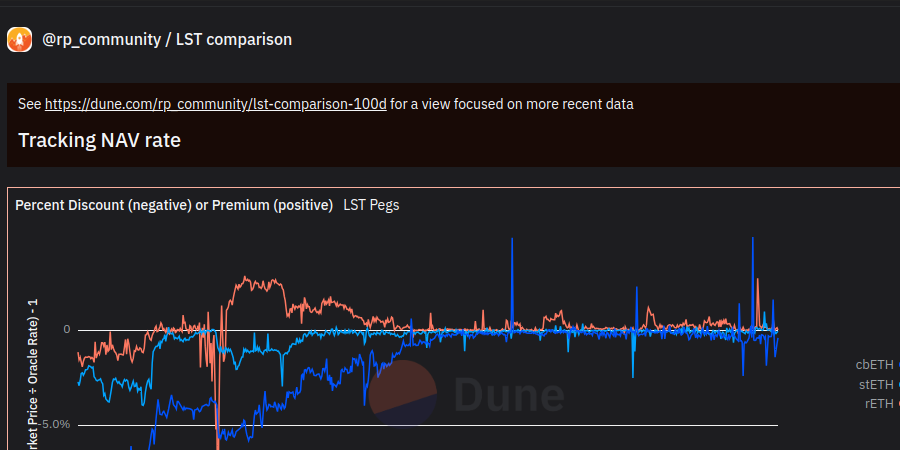 @rp_community / LST comparison
See https://dune.com/rp_community/lst-comparison-100d for a view focused on more recent data
Tracking NAV rate
Percent Discount (negative) or Premium (positive) LST Pegs
rket Price ÷ Oracle Rate) - 1
0
-5.0%
Dune
cbETH
stETH
rETH